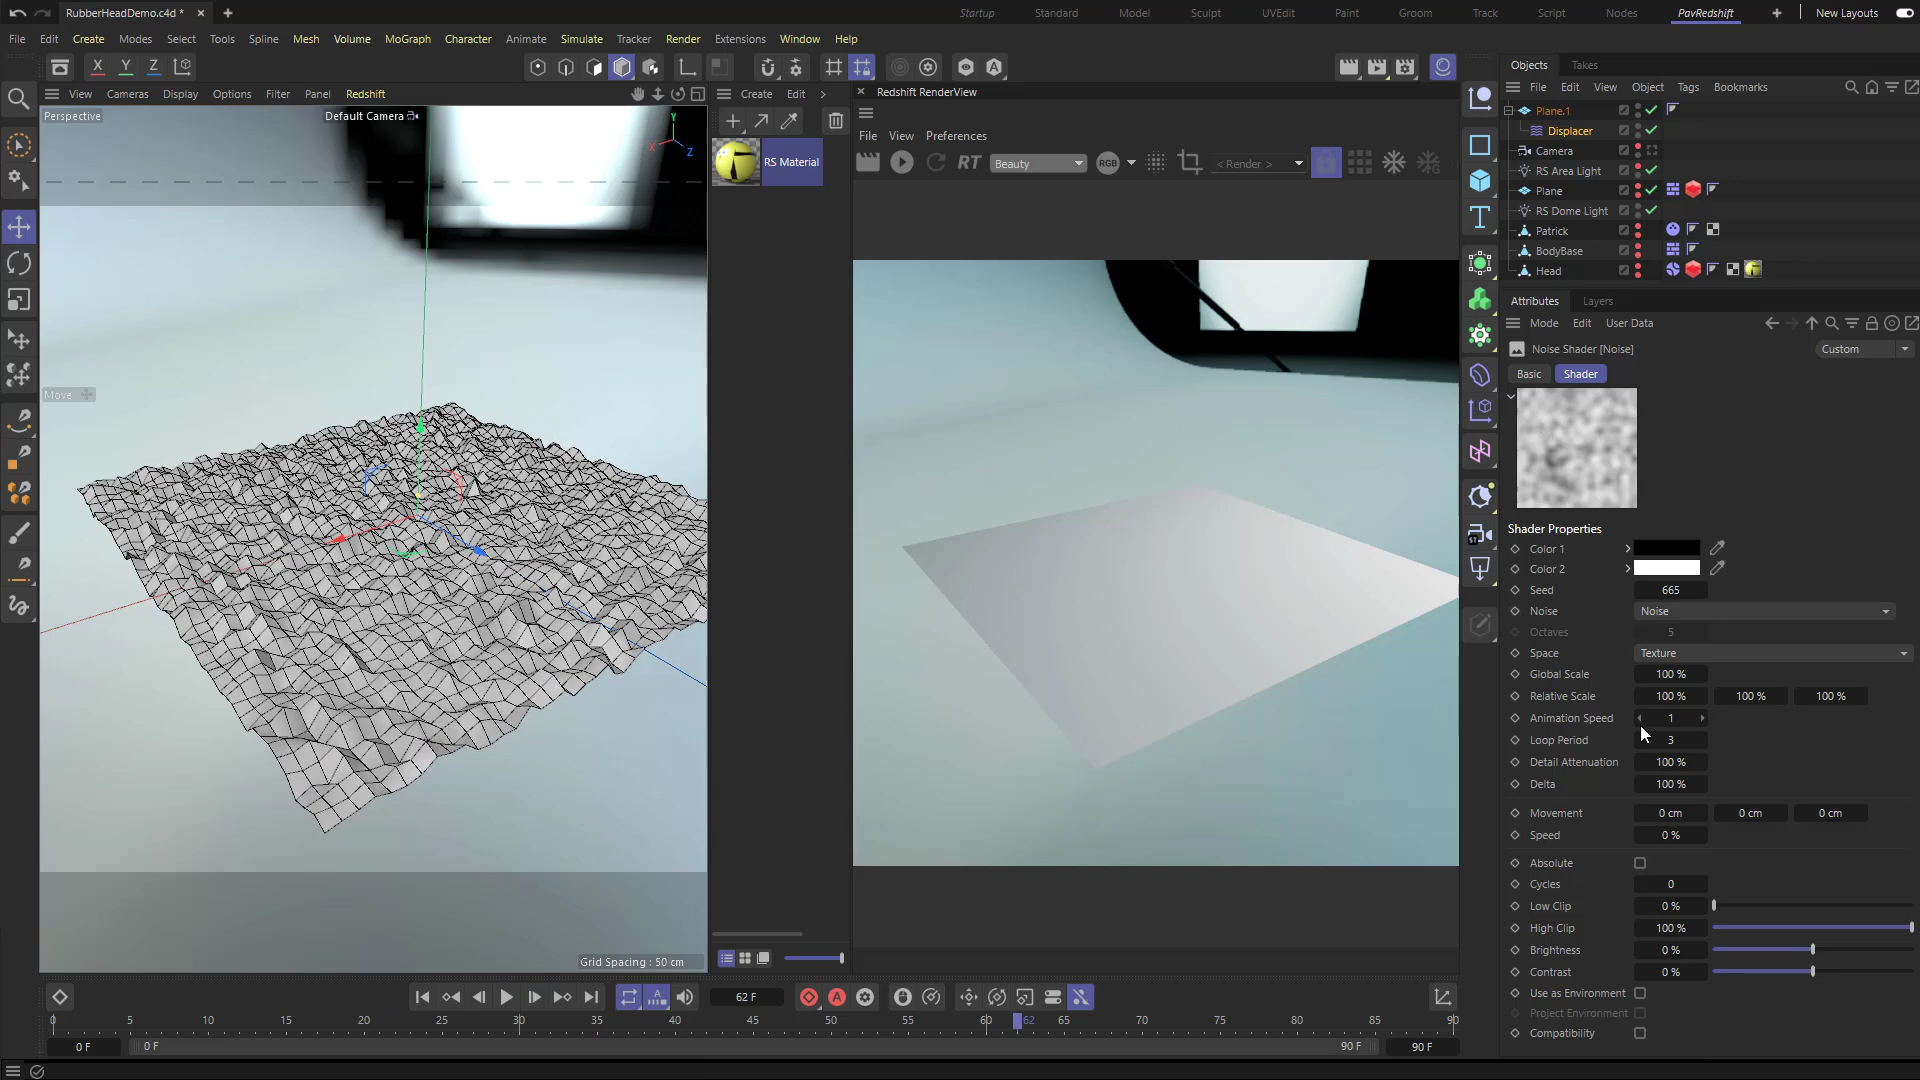 RubberHeadDemo.c4d *
Startup
Standard
Model
Sculpt
UVEdit
Paint
Groom
Track
Script
Nodes
PavRedshift
New Layouts
File Edit Create Modes Select Tools Spline Mesh Volume MoGraph Character Animate Simulate Tracker Render Extensions Window Help
X Y Z
View Cameras Display Options Filter Panel Redshift
Perspective
Default Camera
Y
X
Z
Move
Grid Spacing : 50 cm
Create Edit
RS Material
Redshift RenderView
File View Preferences
RT
Beauty
RGB
< Render >
Objects Takes
File Edit View Object Tags Bookmarks
Plane.1
Displacer
Camera
RS Area Light
Plane
RS Dome Light
Patrick
BodyBase
Head
Attributes Layers
Mode Edit User Data
Noise Shader [Noise]
Custom
Basic Shader
Shader Properties
Color 1
Color 2
Seed 665
Noise Noise
Octaves 5
Space Texture
Global Scale 100 %
Relative Scale 100 % 100 % 100 %
Animation Speed 1
Loop Period 3
Detail Attenuation 100 %
Delta 100 %
Movement 0 cm 0 cm 0 cm
Speed 0 %
Absolute
Cycles 0
Low Clip 0 %
High Clip 100 %
Brightness 0 %
Contrast 0 %
Use as Environment
Project Environment
Compatibility
62 F
0 5 10 15 20 25 30 35 40 45 50 55 60 62 65 70 75 80 85 90
0 F 0 F 90 F 90 F